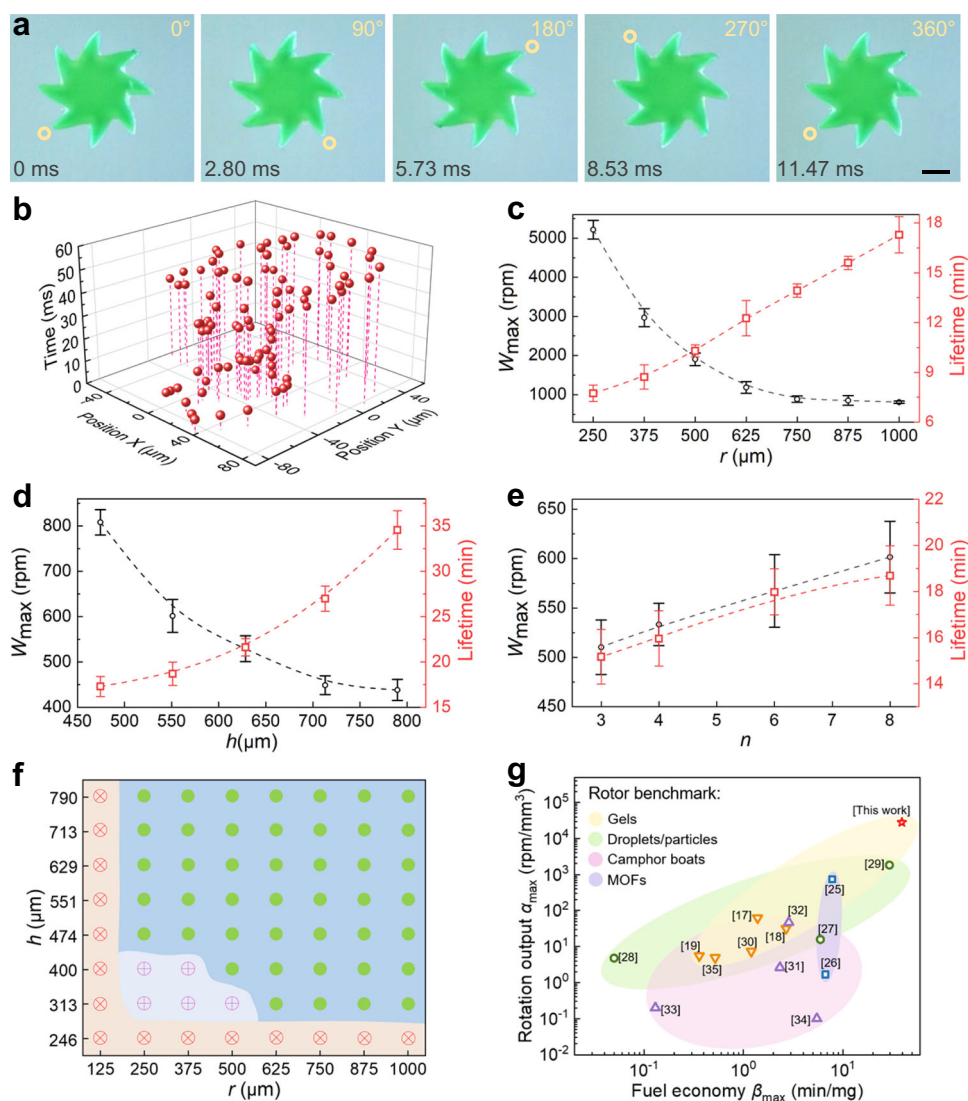 a
0° 90° 180° 270° 360°
0 ms 2.80 ms 5.73 ms 8.53 ms 11.47 ms
b
Time (ms)
60
50
40
30
20
10
0
-40
0
40
80
Position X (µm)
-80
-40
0
40
Position Y (µm)
c
Wmax (rpm)
5000
4000
3000
2000
1000
Lifetime (min)
18
15
12
9
6
250 375 500 625 750 875 1000
r (µm)
d
Wmax (rpm)
800
700
600
500
400
Lifetime (min)
35
30
25
20
15
450 500 550 600 650 700 750 800
h(µm)
e
Wmax (rpm)
650
600
550
500
450
Lifetime (min)
22
20
18
16
14
3 4 5 6 7 8
n
f
h (µm)
790
713
629
551
474
400
313
246
125 250 375 500 625 750 875 1000
r (µm)
g
Rotation output αmax (rpm/mm³)
10⁵
10⁴
10³
10²
10¹
10⁰
10⁻¹
10⁻²
Rotor benchmark:
Gels
Droplets/particles
Camphor boats
MOFs
[This work]
[29]
[25]
[32]
[17]
[18]
[27]
[19]
[30]
[28]
[35]
[31]
[26]
[33]
[34]
10⁻¹ 10⁰ 10¹
Fuel economy βmax (min/mg)